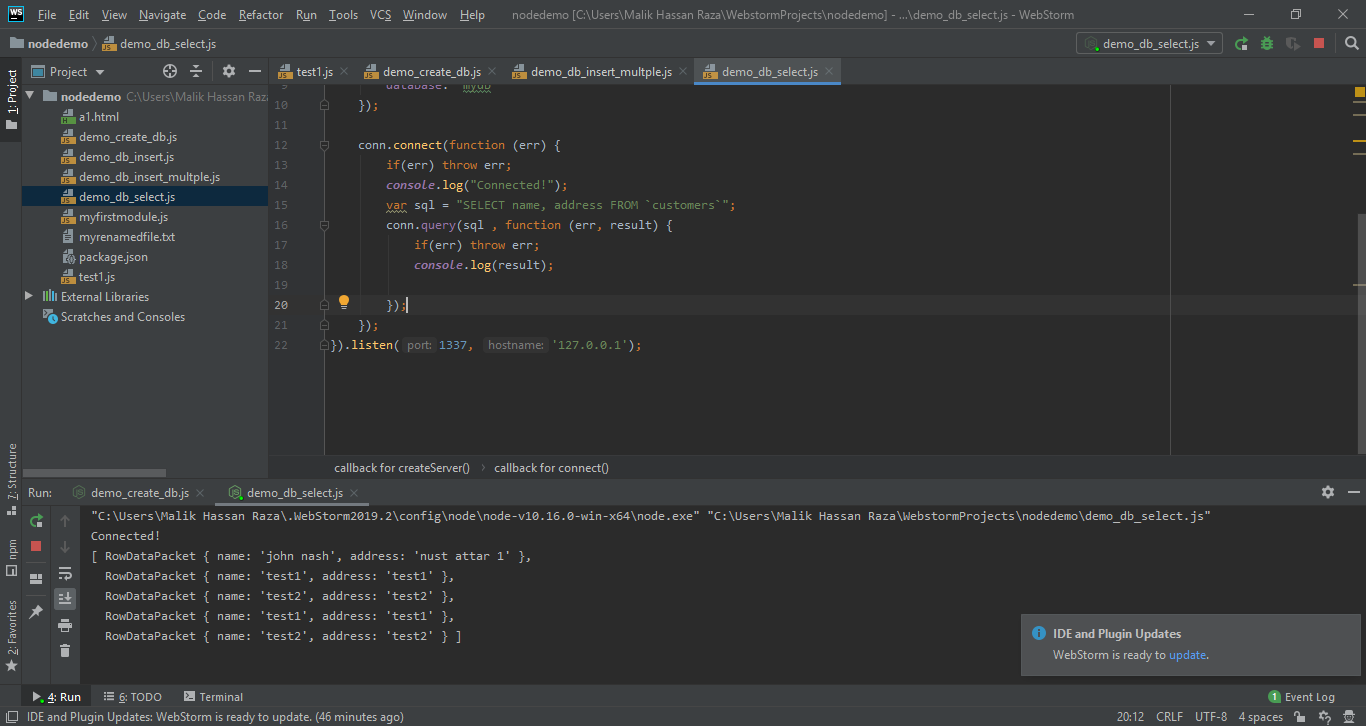 WS File Edit View Navigate Code Refactor Run Tools VCS Window Help nodedemo [C:\Users\Malik Hassan Raza\WebstormProjects\nodedemo] - ...\demo_db_select.js - WebStorm
nodedemo demo_db_select.js demo_db_select.js
1: Project
Project
test1.js demo_create_db.js demo_db_insert_multple.js demo_db_select.js
nodedemo C:\Users\Malik Hassan Raza
a1.html
demo_create_db.js
demo_db_insert.js
demo_db_insert_multple.js
demo_db_select.js
myfirstmodule.js
myrenamedfile.txt
package.json
test1.js
External Libraries
Scratches and Consoles
9 database: "mydb"
10 });
11
12 conn.connect(function (err) {
13 if(err) throw err;
14 console.log("Connected!");
15 var sql = "SELECT name, address FROM `customers`";
16 conn.query(sql , function (err, result) {
17 if(err) throw err;
18 console.log(result);
19
20 });
21 });
22 }).listen( port: 1337, hostname: '127.0.0.1');
callback for createServer() callback for connect()
7: Structure
npm
2: Favorites
Run: demo_create_db.js demo_db_select.js
"C:\Users\Malik Hassan Raza\.WebStorm2019.2\config\node\node-v10.16.0-win-x64\node.exe" "C:\Users\Malik Hassan Raza\WebstormProjects\nodedemo\demo_db_select.js"
Connected!
[ RowDataPacket { name: 'john nash', address: 'nust attar 1' },
RowDataPacket { name: 'test1', address: 'test1' },
RowDataPacket { name: 'test2', address: 'test2' },
RowDataPacket { name: 'test1', address: 'test1' },
RowDataPacket { name: 'test2', address: 'test2' } ]
IDE and Plugin Updates
WebStorm is ready to update.
4: Run 6: TODO Terminal 1 Event Log
IDE and Plugin Updates: WebStorm is ready to update. (46 minutes ago) 20:12 CRLF UTF-8 4 spaces